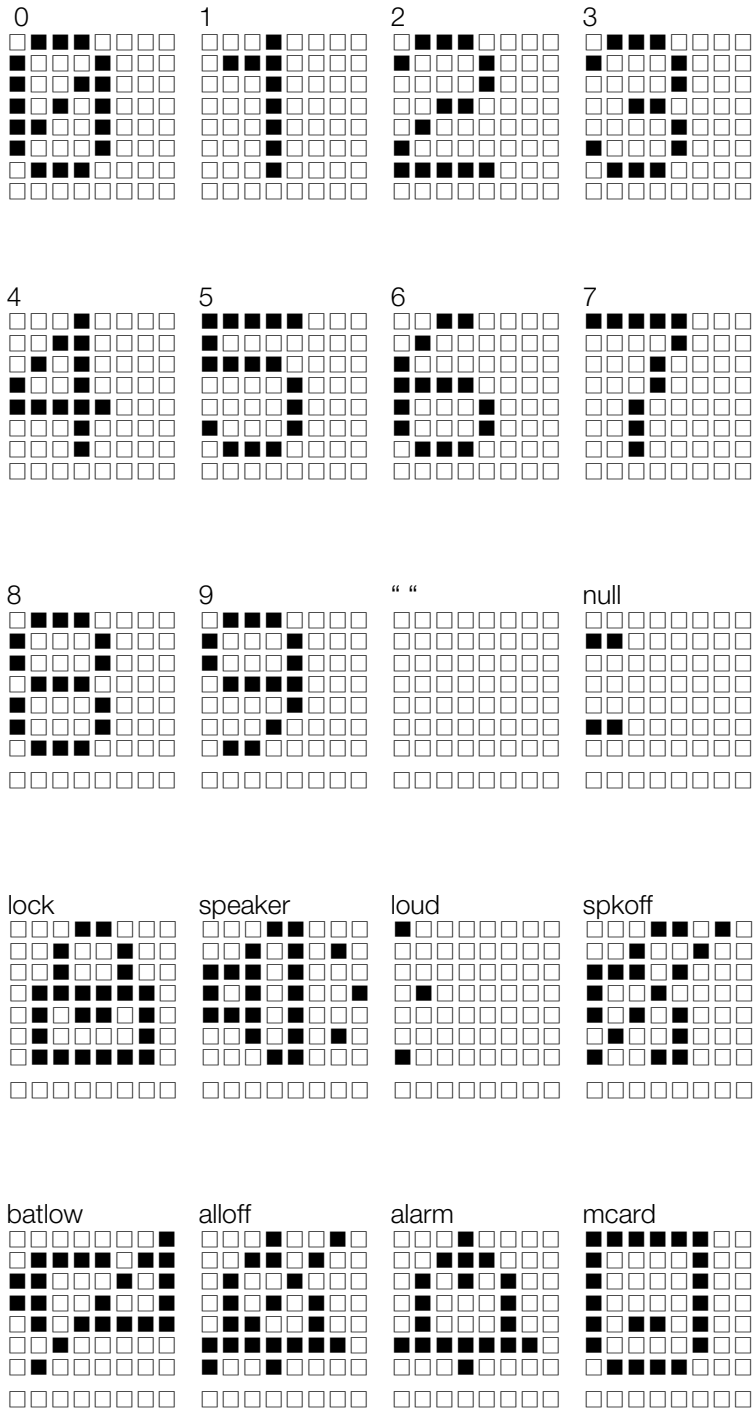 0 1 2 3
4 5 6 7
8 9 “ “ null
lock speaker loud spkoff
batlow alloff alarm mcard